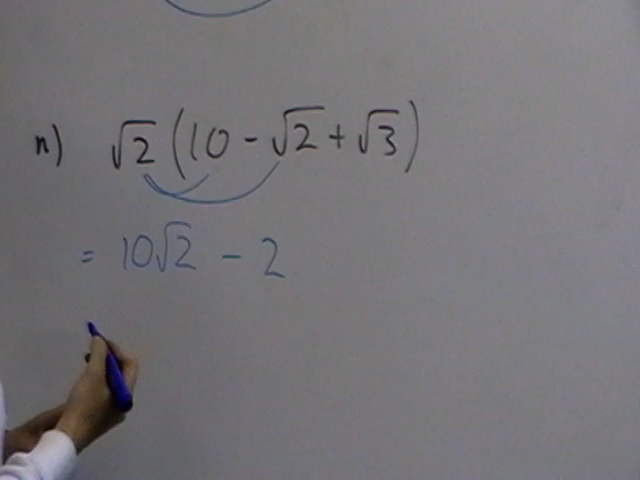 n) √2 (10 - √2 + √3)
= 10√2 - 2